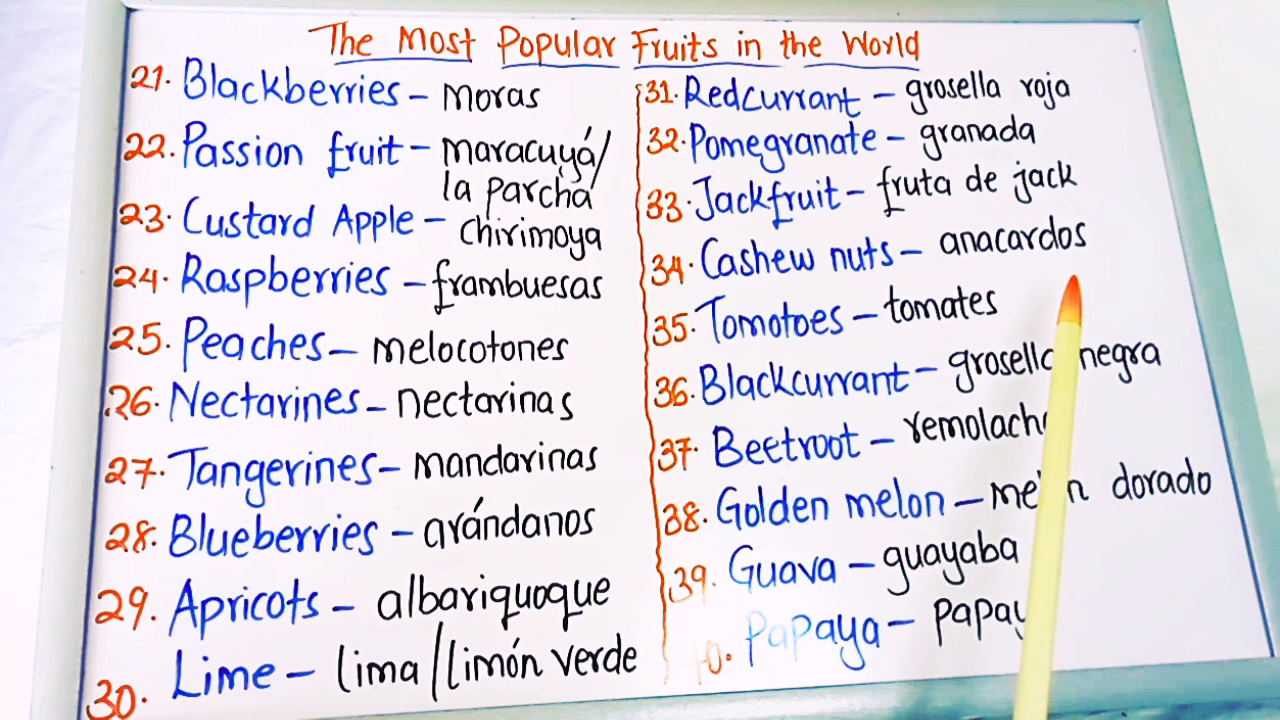 The Most Popular Fruits in the World
21. Blackberries - moras
22. Passion fruit - maracuyá/
la parcha
23. Custard Apple - chirimoya
24. Raspberries - frambuesas
25. Peaches - melocotones
26. Nectarines - nectarinas
27. Tangerines - mandarinas
28. Blueberries - arándanos
29. Apricots - albariquoque
30. Lime - lima/limón verde
31. Redcurrant - grosella roja
32. Pomegranate - granada
33. Jackfruit - fruta de jack
34. Cashew nuts - anacardos
35. Tomotoes - tomates
36. Blackcurrant - grosella negra
37. Beetroot -
38. Golden melon - dorado
39. Guava - guayaba
40. Papaya -